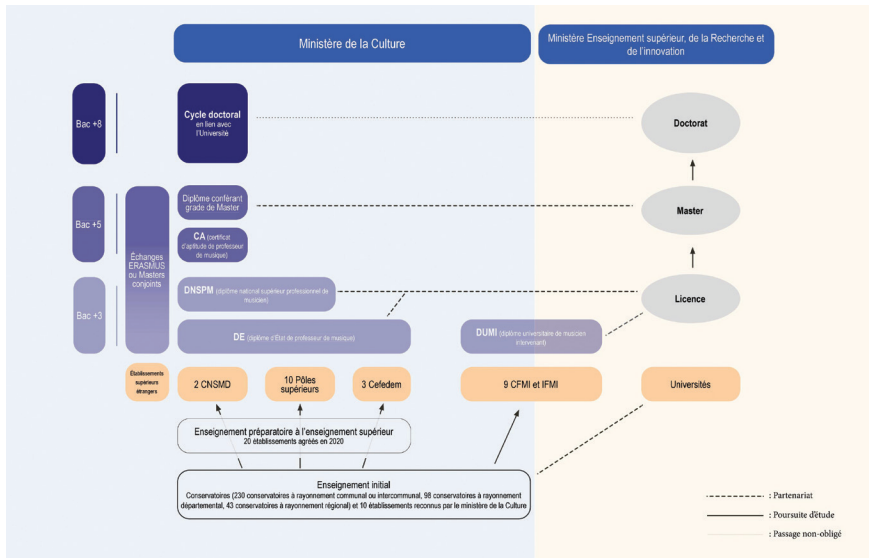 Ministère de la Culture
Ministère Enseignement supérieur, de la Recherche et
de l'innovation
Bac +8
Cycle doctoral
en lien avec
l'Université
Doctorat
Bac +5
Échanges
ERASMUS
ou Masters
conjoints
Diplôme conférant
grade de Master
Master
CA (certificat
d'aptitude de professeur
de musique)
Bac +3
DNSPM (diplôme national supérieur professionnel de
musicien)
Licence
DE (diplôme d'État de professeur de musique)
DUMI (diplôme universitaire de musicien
intervenant)
Établissements
supérieurs
étrangers
2 CNSMD
10 Pôles
supérieurs
3 Cefedem
9 CFMI et IFMI
Universités
Enseignement préparatoire à l'enseignement supérieur
20 établissements agréés en 2020
Enseignement initial
Conservatoires (230 conservatoires à rayonnement communal ou intercommunal, 98 conservatoires à rayonnement
départemental, 43 conservatoires à rayonnement régional) et 10 établissements reconnus par le ministère de la Culture
: Partenariat
: Poursuite d'étude
: Passage non-obligé